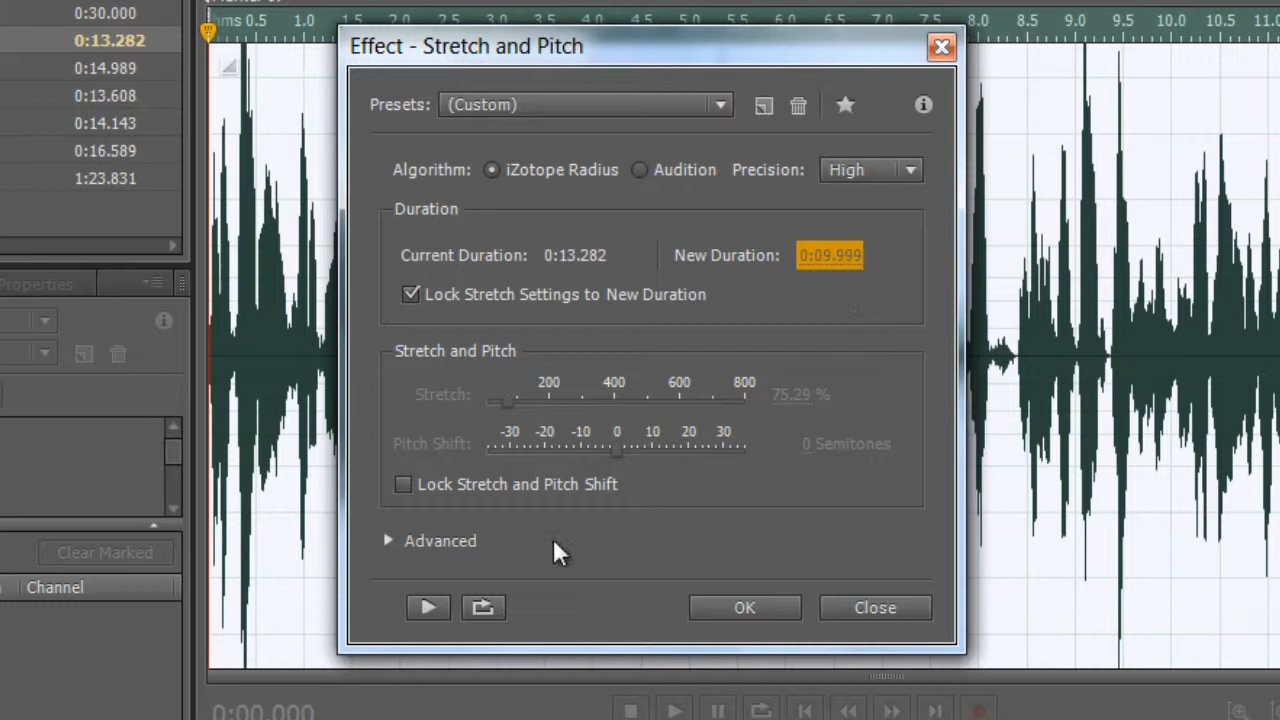 0:30.000
0:13.282
0:14.989
0:13.608
0:14.143
0:16.589
1:23.831
Properties
Clear Marked
Channel
hms 0.5 1.0 1.5 2.0 2.5 3.0 3.5 4.0 4.5 5.0 5.5 6.0 6.5 7.0 7.5 8.0 8.5 9.0 9.5 10.0 10.5 11.0
Effect - Stretch and Pitch
Presets: (Custom)
Algorithm: iZotope Radius Audition Precision: High
Duration
Current Duration: 0:13.282 New Duration: 0:09.999
Lock Stretch Settings to New Duration
Stretch and Pitch
200 400 600 800
Stretch: 75.29 %
-30 -20 -10 0 10 20 30
Pitch Shift: 0 Semitones
Lock Stretch and Pitch Shift
Advanced
OK Close
0:00.000